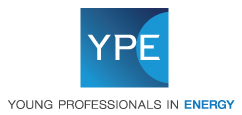 YPE
YOUNG PROFESSIONALS IN ENERGY